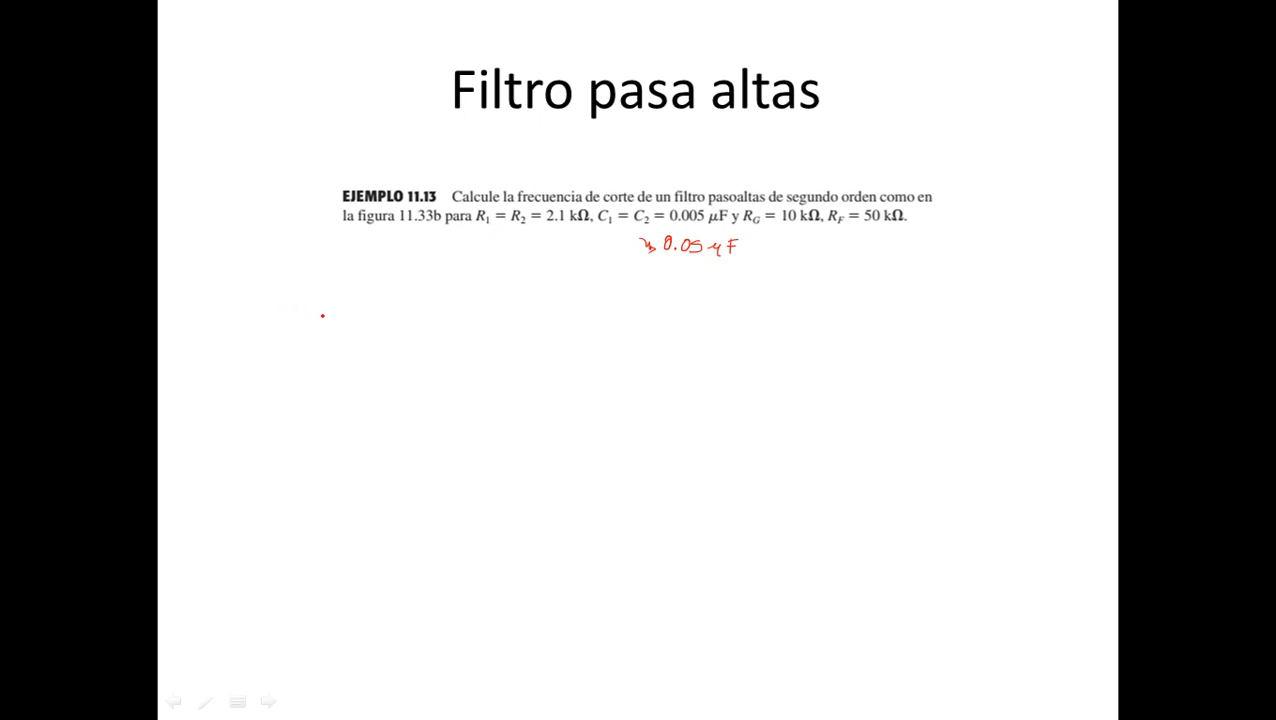 Filtro pasa altas
EJEMPLO 11.13 Calcule la frecuencia de corte de un filtro pasoaltas de segundo orden como en
la figura 11.33b para R₁ = R₂ = 2.1 kΩ, C₁ = C₂ = 0.005 μF y R_G = 10 kΩ, R_F = 50 kΩ.
↘ 0.05 μF